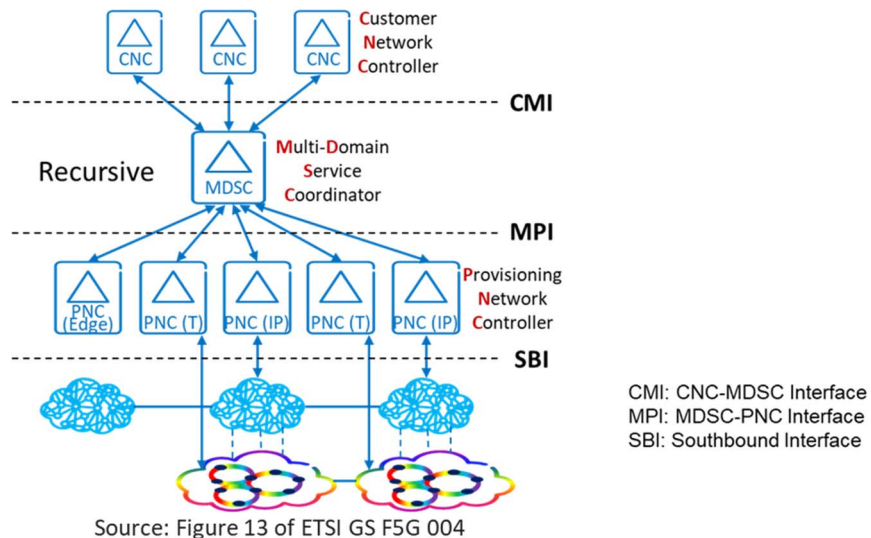 CNC
CNC
CNC
Customer
Network
Controller
CMI
Recursive
MDSC
Multi-Domain
Service
Coordinator
MPI
PNC
(Edge)
PNC (T)
PNC (IP)
PNC (T)
PNC (IP)
Provisioning
Network
Controller
SBI
CMI: CNC-MDSC Interface
MPI: MDSC-PNC Interface
SBI: Southbound Interface
Source: Figure 13 of ETSI GS F5G 004